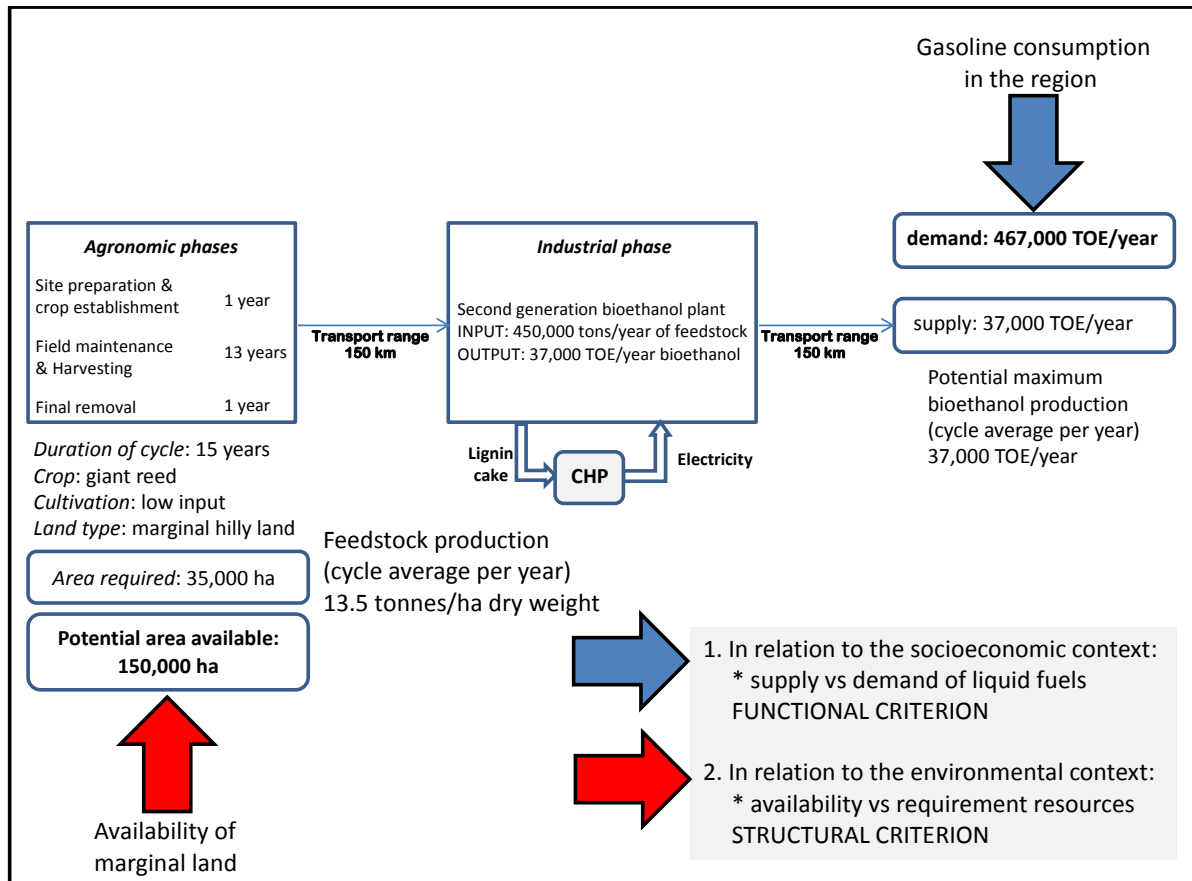 Gasoline consumption
in the region
Agronomic phases
Site preparation &
crop establishment 1 year
Field maintenance
& Harvesting 13 years
Final removal 1 year
Transport range
150 km
Industrial phase
Second generation bioethanol plant
INPUT: 450,000 tons/year of feedstock
OUTPUT: 37,000 TOE/year bioethanol
Transport range
150 km
demand: 467,000 TOE/year
supply: 37,000 TOE/year
Potential maximum
bioethanol production
(cycle average per year)
37,000 TOE/year
Lignin
cake
CHP
Electricity
Duration of cycle: 15 years
Crop: giant reed
Cultivation: low input
Land type: marginal hilly land
Area required: 35,000 ha
Potential area available:
150,000 ha
Feedstock production
(cycle average per year)
13.5 tonnes/ha dry weight
Availability of
marginal land
1. In relation to the socioeconomic context:
* supply vs demand of liquid fuels
FUNCTIONAL CRITERION
2. In relation to the environmental context:
* availability vs requirement resources
STRUCTURAL CRITERION